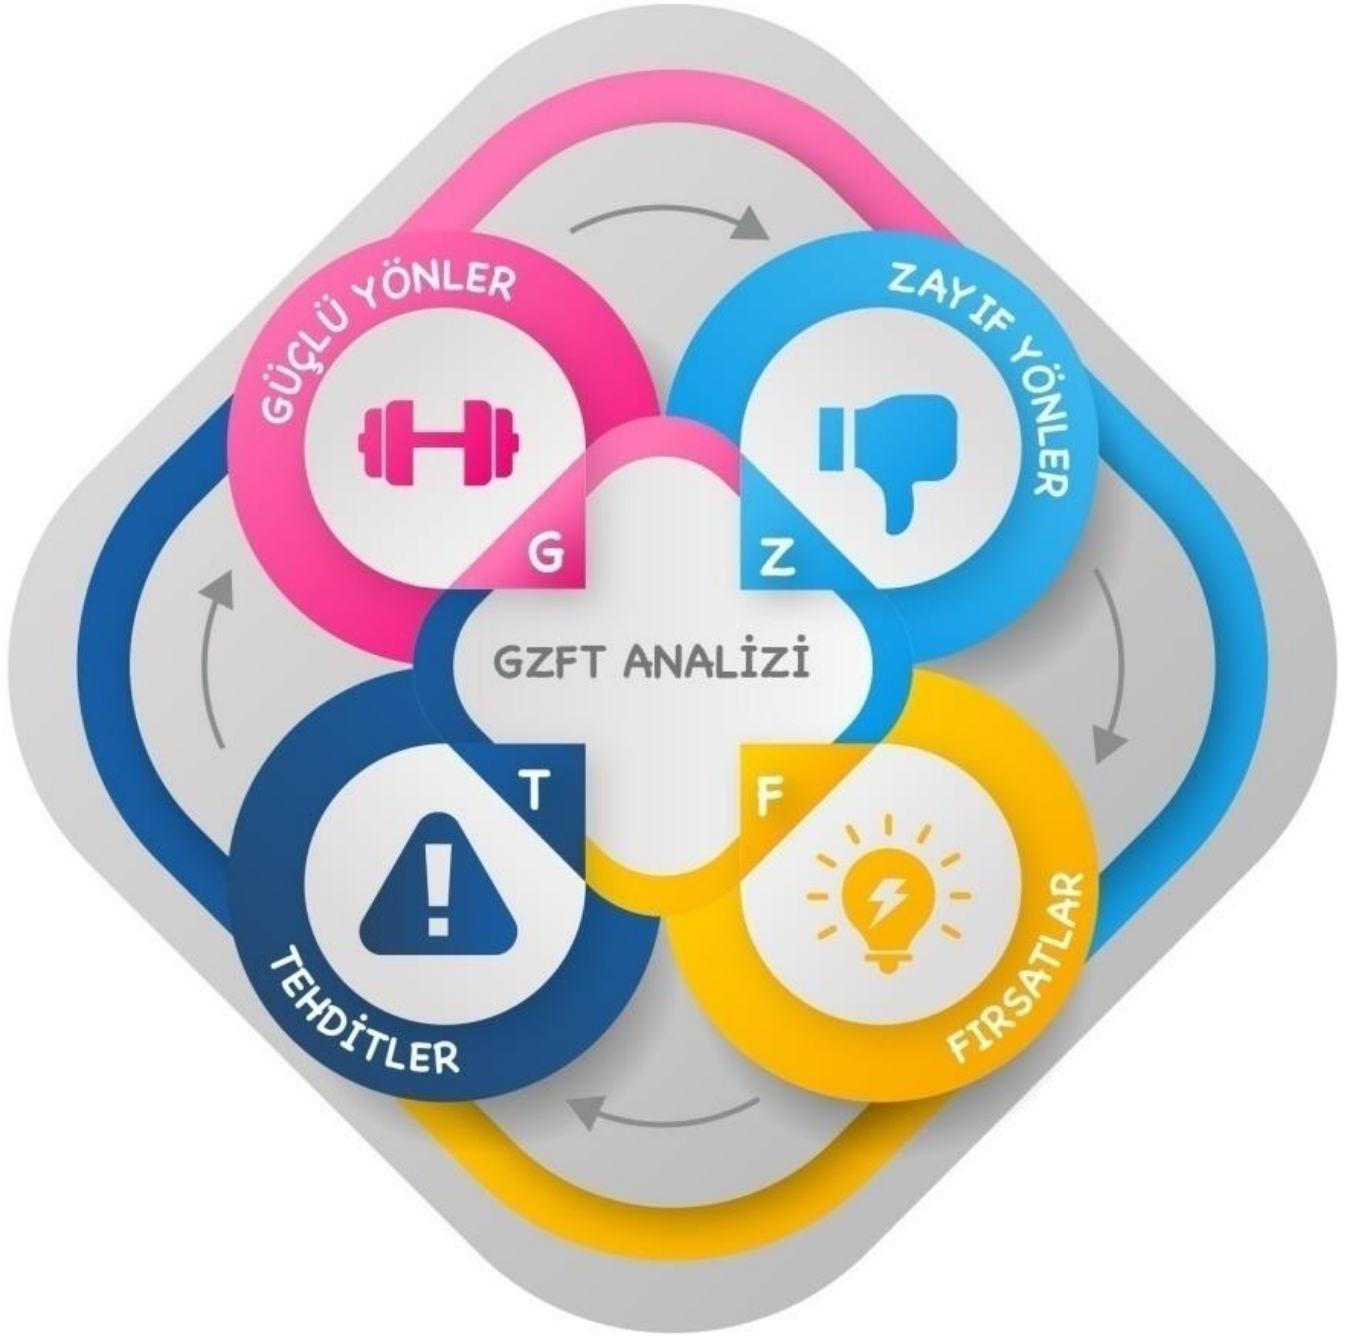 GÜÇLÜ YÖNLER
ZAYIF YÖNLER
G
Z
GZFT ANALİZİ
T
F
TEHDİTLER
FIRSATLAR